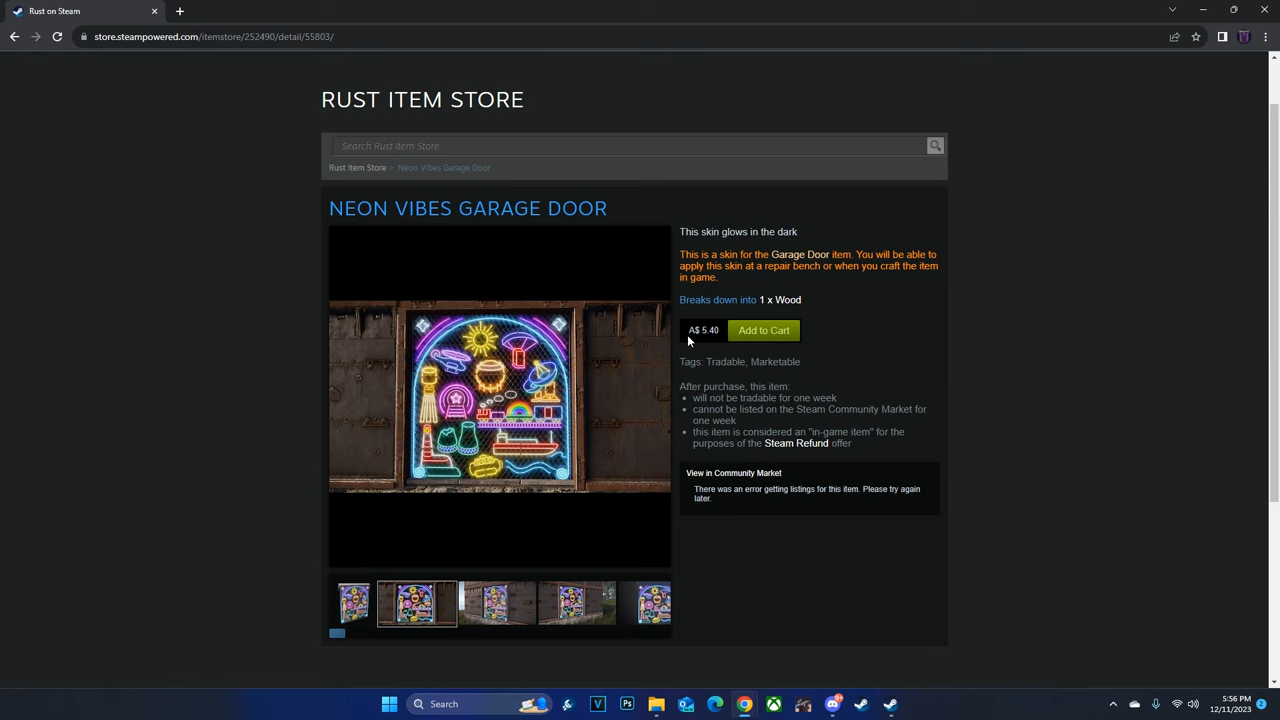 Rust on Steam
store.steampowered.com/itemstore/252490/detail/55803/
RUST ITEM STORE
Search Rust Item Store
Rust Item Store > Neon Vibes Garage Door
NEON VIBES GARAGE DOOR
This skin glows in the dark
This is a skin for the Garage Door item. You will be able to
apply this skin at a repair bench or when you craft the item
in game.
Breaks down into 1 x Wood
A$ 5.40
Add to Cart
Tags: Tradable, Marketable
After purchase, this item:
• will not be tradable for one week
• cannot be listed on the Steam Community Market for
one week
• this item is considered an "in-game item" for the
purposes of the Steam Refund offer
View in Community Market
There was an error getting listings for this item. Please try again
later.
Search
V
Ps
9+
5:56 PM
12/11/2023
2